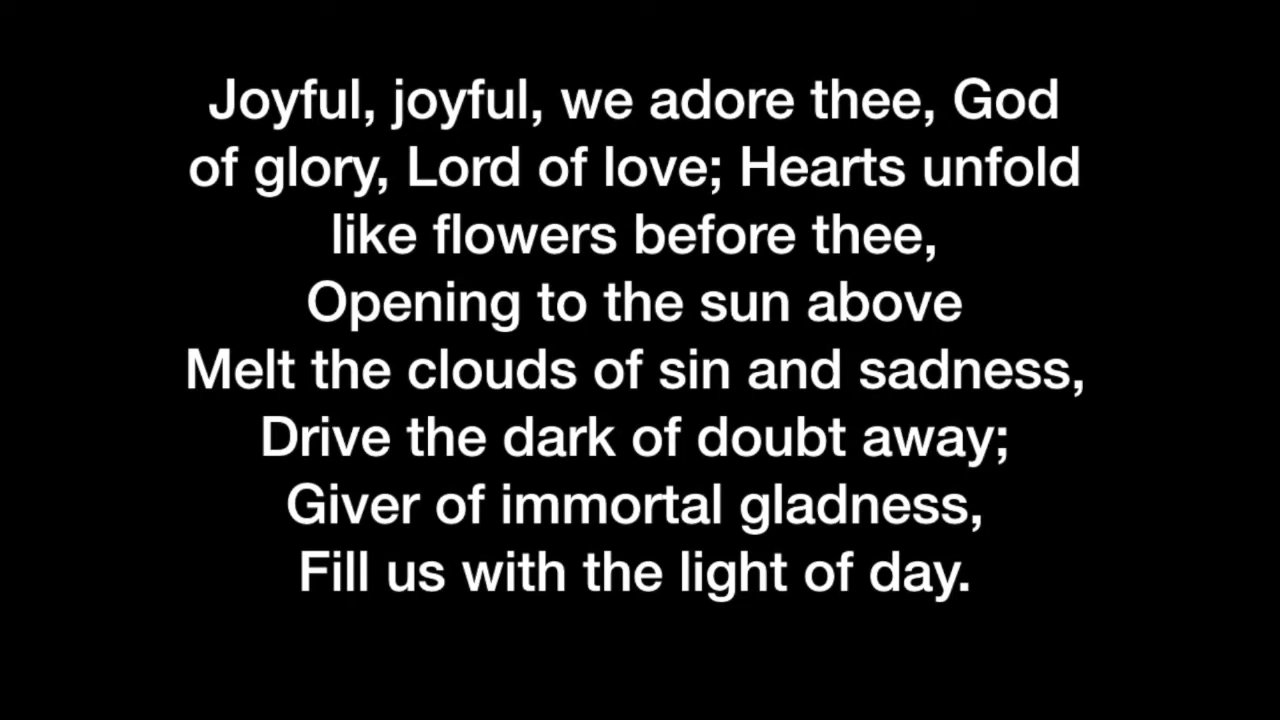 Joyful, joyful, we adore thee, God
of glory, Lord of love; Hearts unfold
like flowers before thee,
Opening to the sun above
Melt the clouds of sin and sadness,
Drive the dark of doubt away;
Giver of immortal gladness,
Fill us with the light of day.